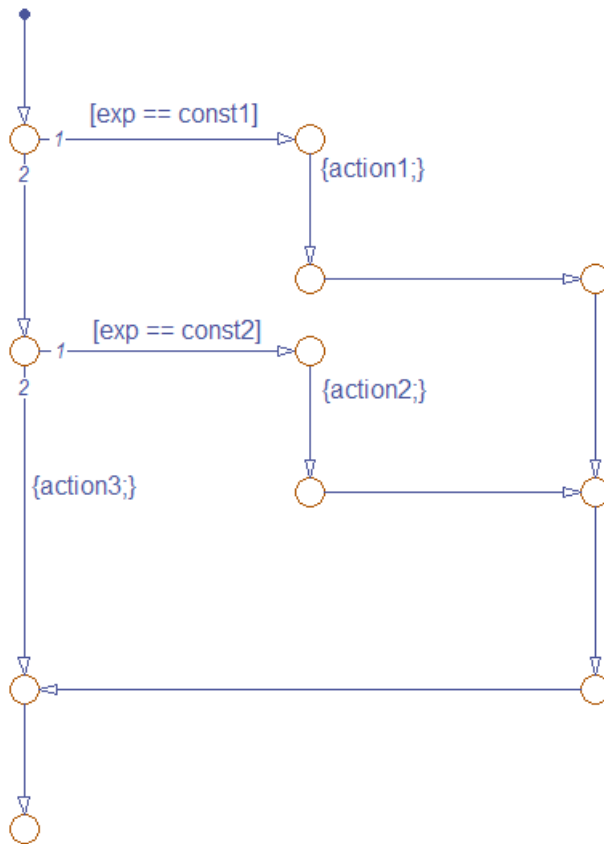 [exp == const1]
1
{action1;}
2
[exp == const2]
1
{action2;}
2
{action3;}